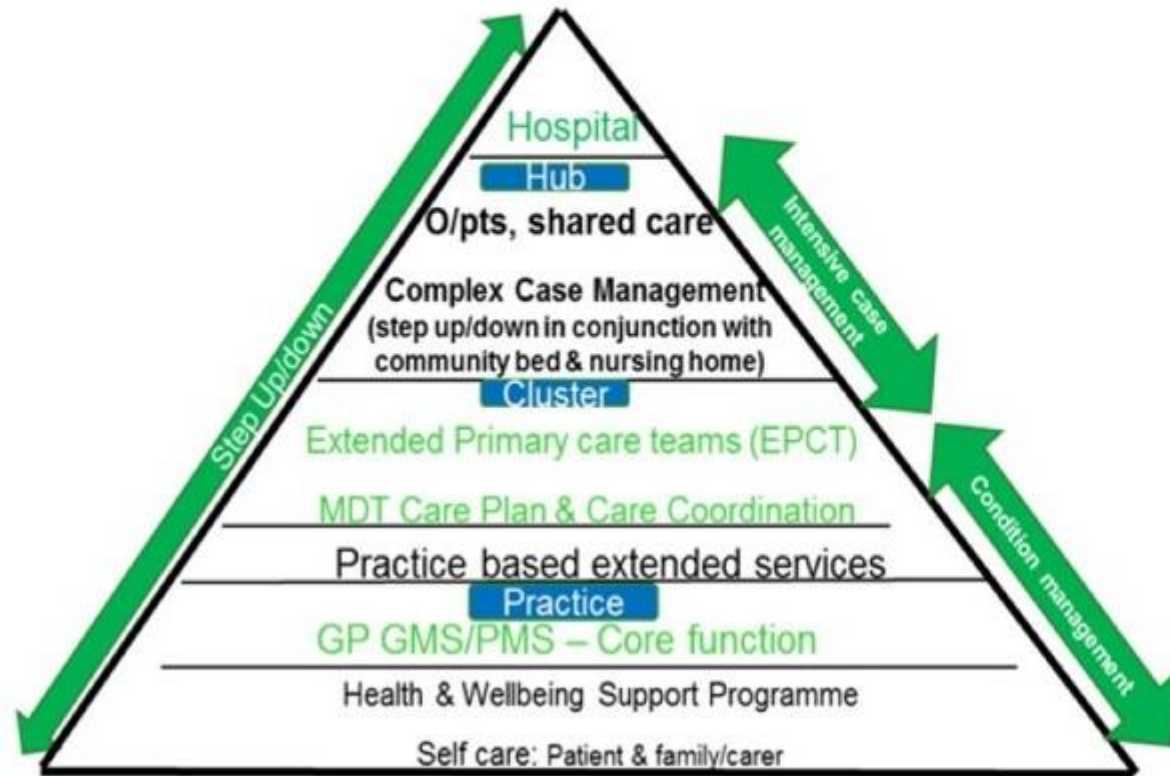 Hospital
Hub
O/pts, shared care
Complex Case Management
(step up/down in conjunction with
community bed & nursing home)
Cluster
Extended Primary care teams (EPCT)
MDT Care Plan & Care Coordination
Practice based extended services
Practice
GP GMS/PMS – Core function
Health & Wellbeing Support Programme
Self care: Patient & family/carer
Step Up/down
Intensive case
management
Condition management